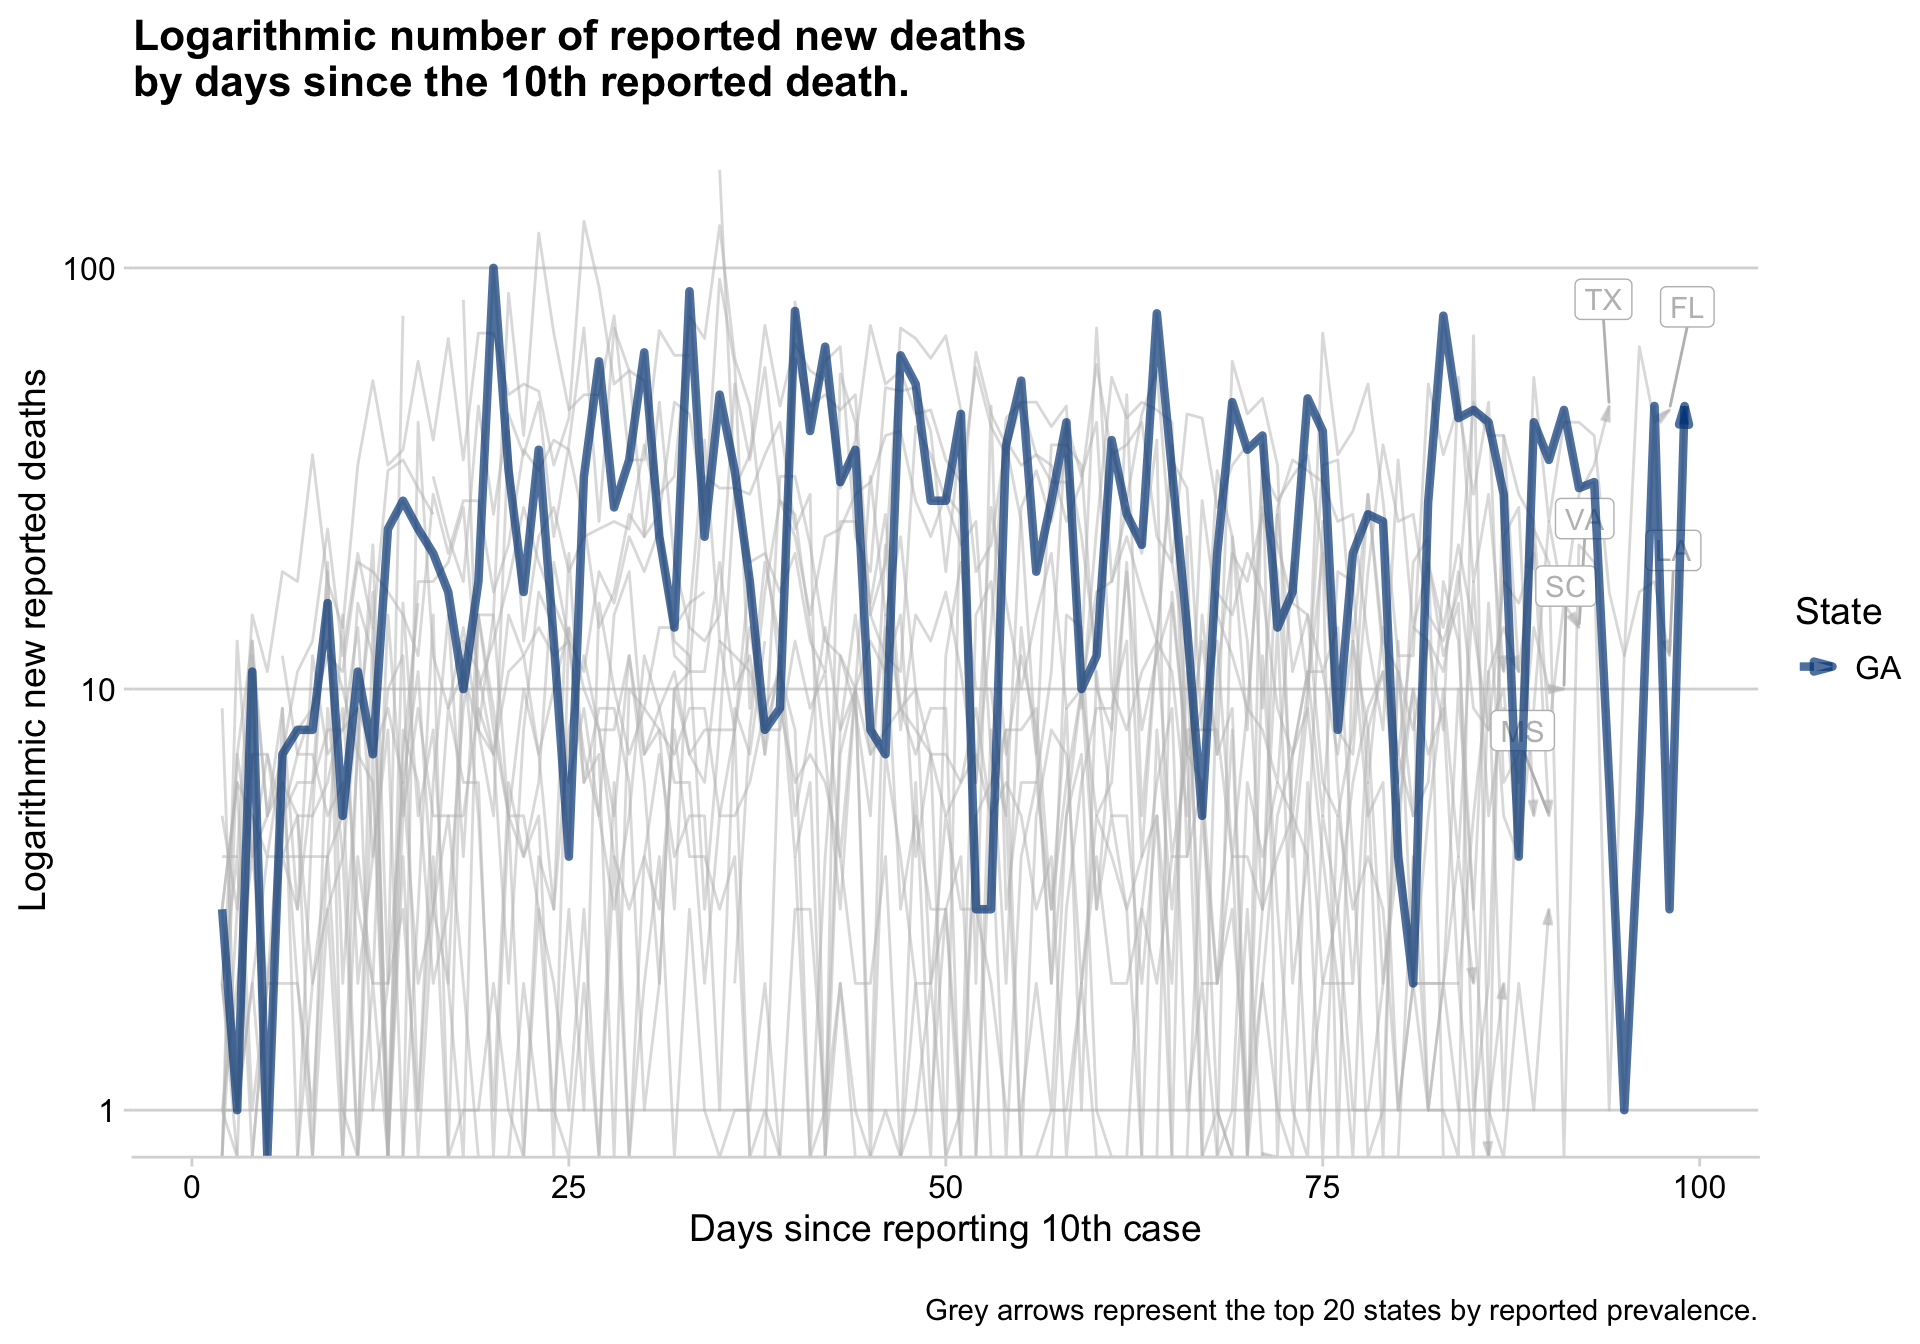 Logarithmic number of reported new deaths
by days since the 10th reported death.
Logarithmic new reported deaths
100
10
1
TX
FL
VA
LA
SC
MS
State
GA
0
25
50
75
100
Days since reporting 10th case
Grey arrows represent the top 20 states by reported prevalence.